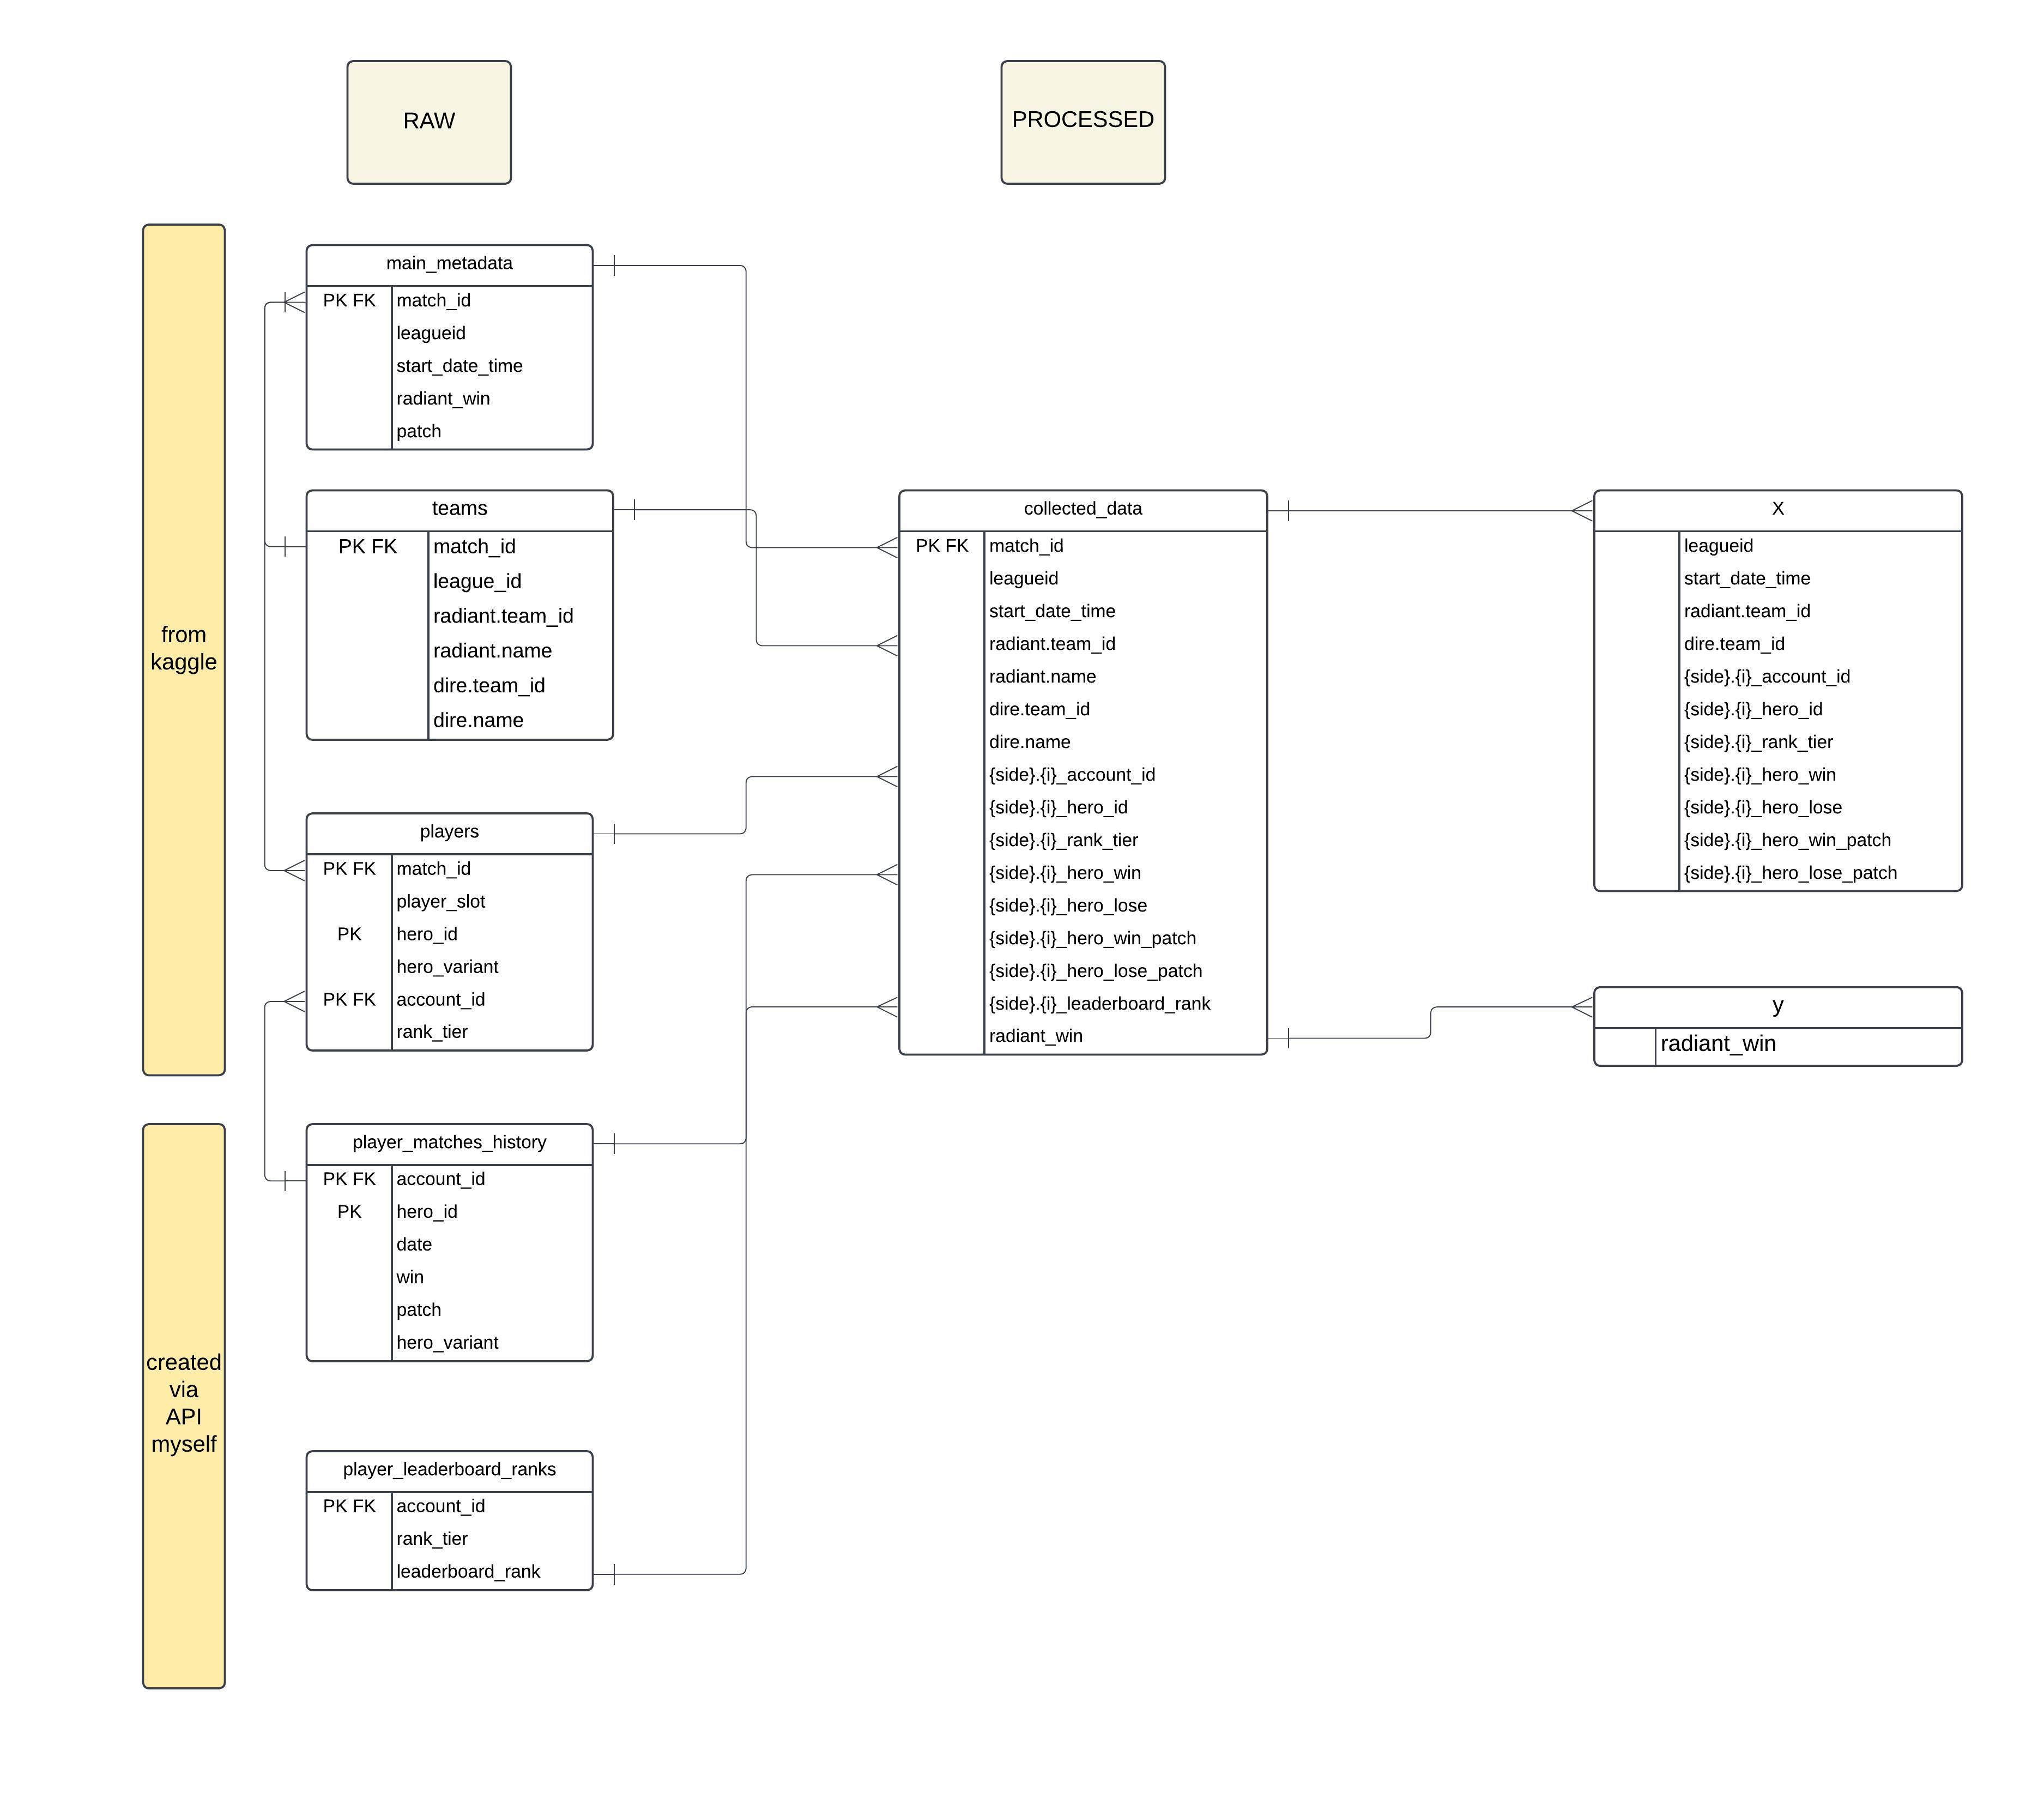 RAW
PROCESSED
from
kaggle
main_metadata
PK FK match_id
leagueid
start_date_time
radiant_win
patch
teams
PK FK match_id
league_id
radiant.team_id
radiant.name
dire.team_id
dire.name
players
PK FK match_id
player_slot
PK hero_id
hero_variant
PK FK account_id
rank_tier
created
via
API
myself
player_matches_history
PK FK account_id
PK hero_id
date
win
patch
hero_variant
player_leaderboard_ranks
PK FK account_id
rank_tier
leaderboard_rank
collected_data
PK FK match_id
leagueid
start_date_time
radiant.team_id
radiant.name
dire.team_id
dire.name
{side}.{i}_account_id
{side}.{i}_hero_id
{side}.{i}_rank_tier
{side}.{i}_hero_win
{side}.{i}_hero_lose
{side}.{i}_hero_win_patch
{side}.{i}_hero_lose_patch
{side}.{i}_leaderboard_rank
radiant_win
X
leagueid
start_date_time
radiant.team_id
dire.team_id
{side}.{i}_account_id
{side}.{i}_hero_id
{side}.{i}_rank_tier
{side}.{i}_hero_win
{side}.{i}_hero_lose
{side}.{i}_hero_win_patch
{side}.{i}_hero_lose_patch
y
radiant_win